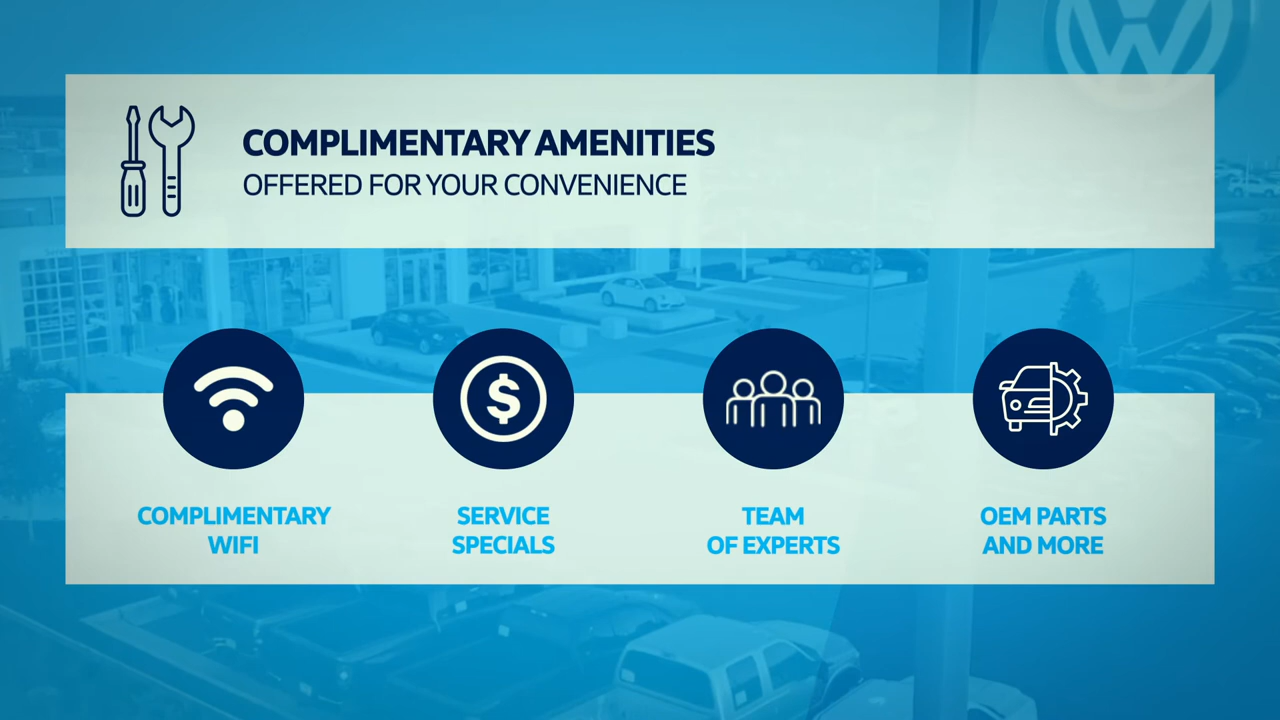 COMPLIMENTARY AMENITIES
OFFERED FOR YOUR CONVENIENCE
COMPLIMENTARY
WIFI
SERVICE
SPECIALS
TEAM
OF EXPERTS
OEM PARTS
AND MORE